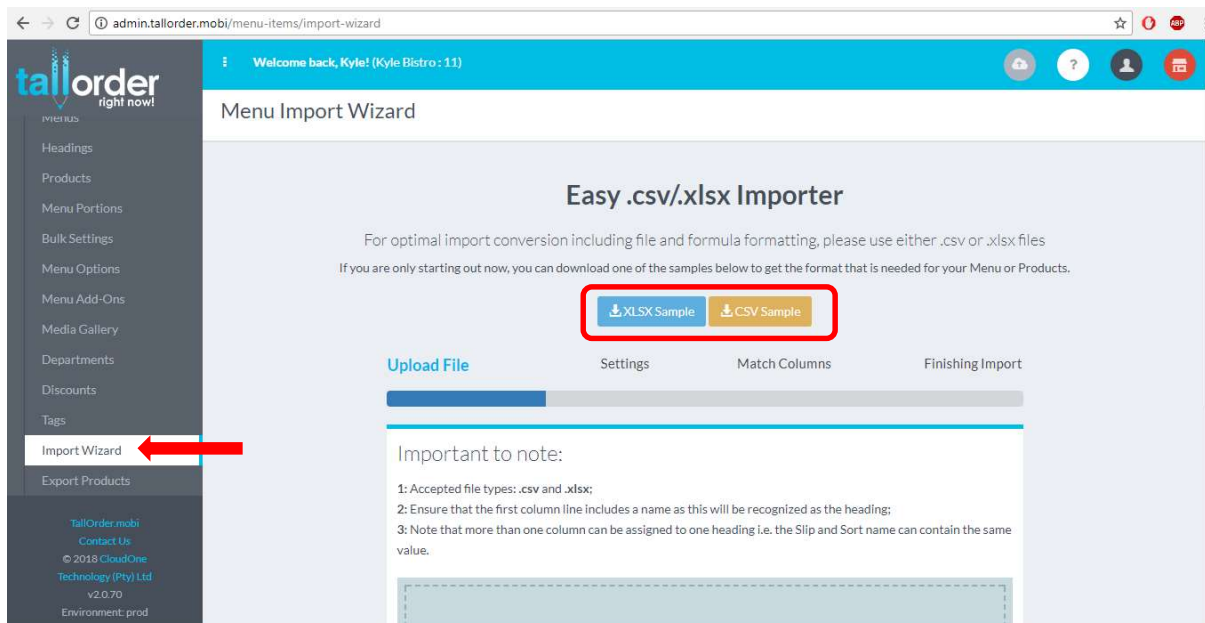 admin.tallorder.mobi/menu-items/import-wizard
ABP
tallorder
right now!
Welcome back, Kyle! (Kyle Bistro : 11)
?
Menu Import Wizard
Menus
Headings
Products
Menu Portions
Bulk Settings
Menu Options
Menu Add-Ons
Media Gallery
Departments
Discounts
Tags
Import Wizard
Export Products
TallOrder.mobi
Contact Us
© 2018 CloudOne
Technology (Pty) Ltd
v2.0.70
Environment: prod
Easy .csv/.xlsx Importer
For optimal import conversion including file and formula formatting, please use either .csv or .xlsx files
If you are only starting out now, you can download one of the samples below to get the format that is needed for your Menu or Products.
XLSX Sample CSV Sample
Upload File Settings Match Columns Finishing Import
Important to note:
1: Accepted file types: .csv and .xlsx;
2: Ensure that the first column line includes a name as this will be recognized as the heading;
3: Note that more than one column can be assigned to one heading i.e. the Slip and Sort name can contain the same
value.